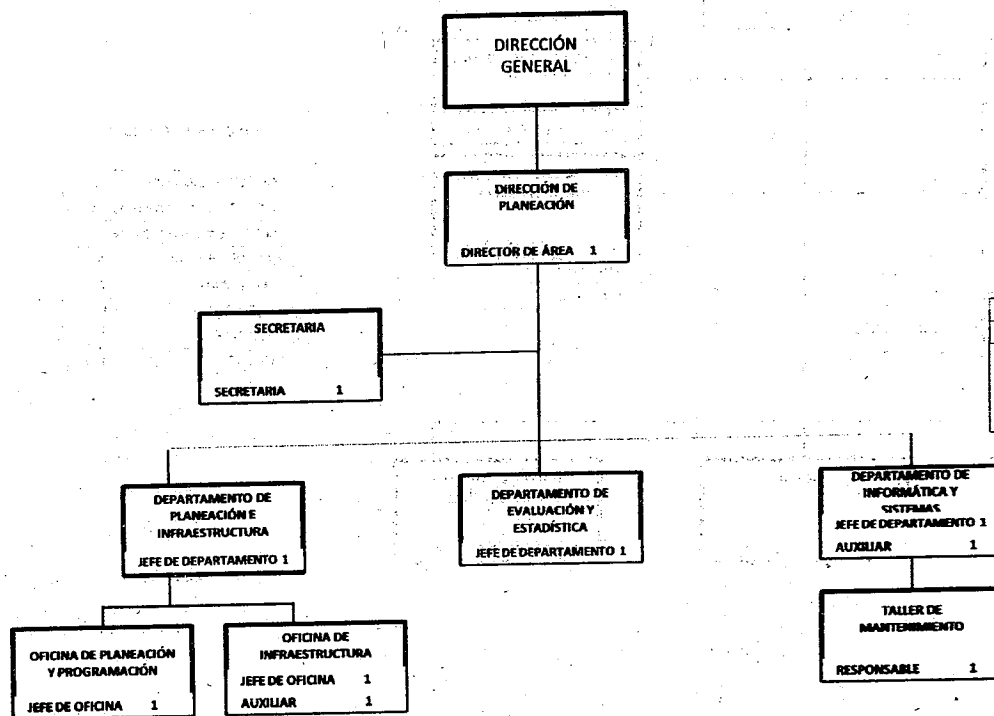 DIRECCIÓN
GENERAL
DIRECCIÓN DE
PLANEACIÓN
DIRECTOR DE ÁREA 1
SECRETARIA
SECRETARIA 1
DEPARTAMENTO DE
PLANEACIÓN E
INFRAESTRUCTURA
JEFE DE DEPARTAMENTO 1
DEPARTAMENTO DE
EVALUACIÓN Y
ESTADÍSTICA
JEFE DE DEPARTAMENTO 1
DEPARTAMENTO DE
INFORMÁTICA Y
SISTEMAS
JEFE DE DEPARTAMENTO 1
AUXILIAR 1
OFICINA DE PLANEACIÓN
Y PROGRAMACIÓN
JEFE DE OFICINA 1
OFICINA DE
INFRAESTRUCTURA
JEFE DE OFICINA 1
AUXILIAR 1
TALLER DE
MANTENIMIENTO
RESPONSABLE 1